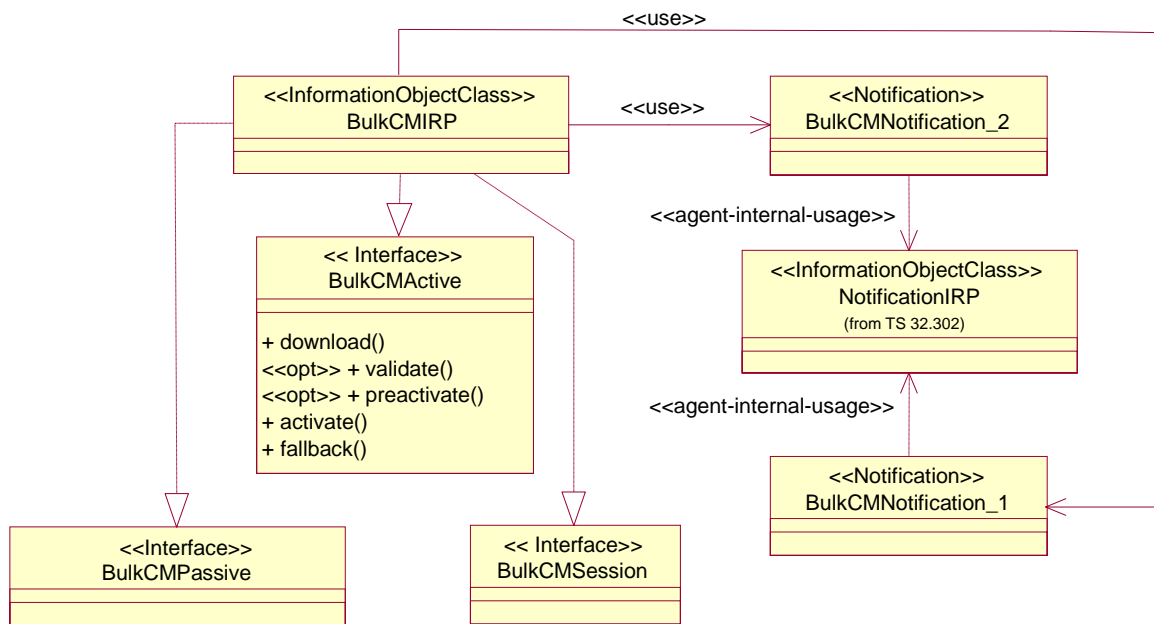 <<use>>
<<InformationObjectClass>>
BulkCMIRP
<<use>>
<<Notification>>
BulkCMNotification_2
<<agent-internal-usage>>
<< Interface>>
BulkCMActive
+ download()
<<opt>> + validate()
<<opt>> + preactivate()
+ activate()
+ fallback()
<<InformationObjectClass>>
NotificationIRP
(from TS 32.302)
<<agent-internal-usage>>
<<Notification>>
BulkCMNotification_1
<<Interface>>
BulkCMPassive
<< Interface>>
BulkCMSession